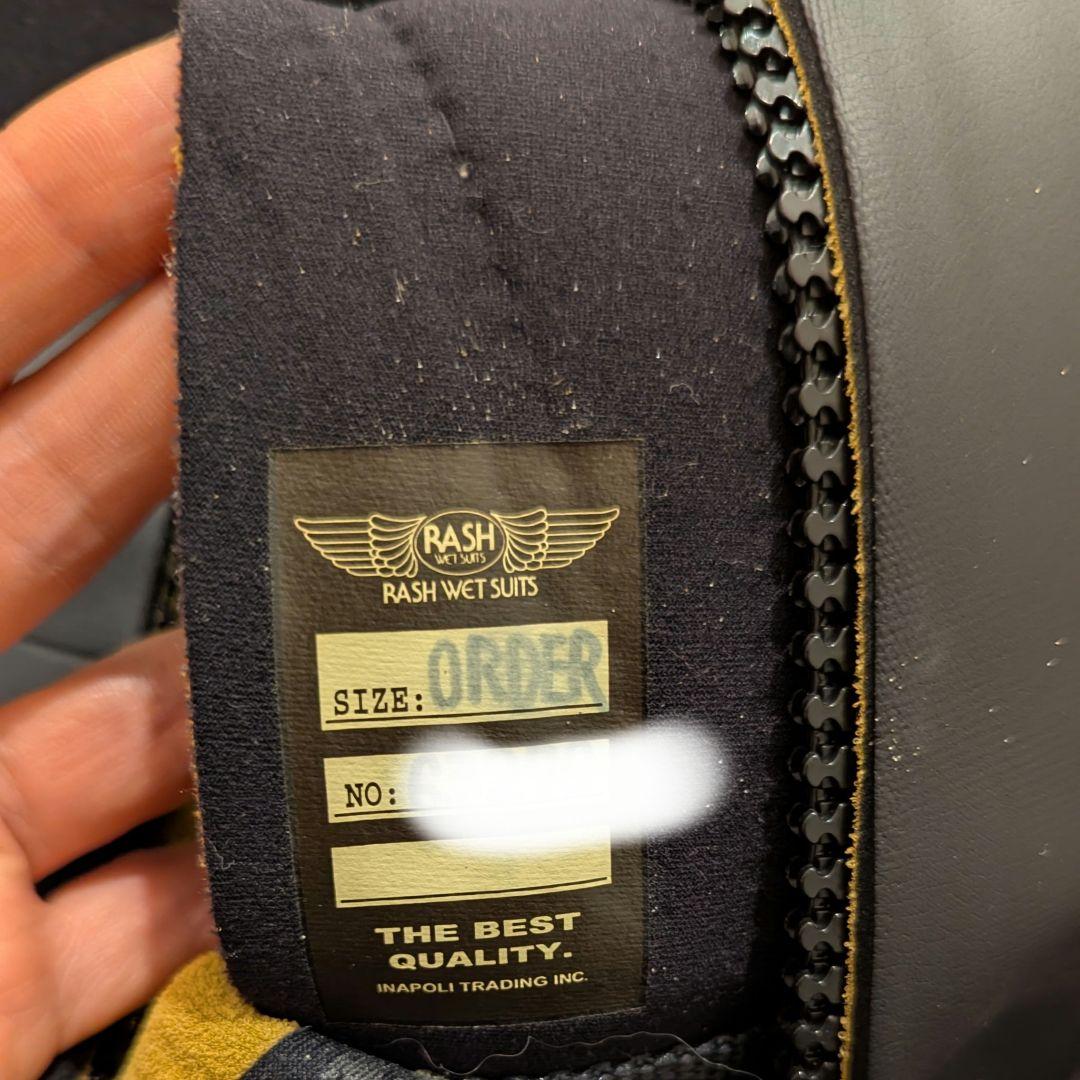 RASH
WET SUITS
RASH WET SUITS
SIZE: ORDER
NO:
THE BEST
QUALITY.
INAPOLI TRADING INC.